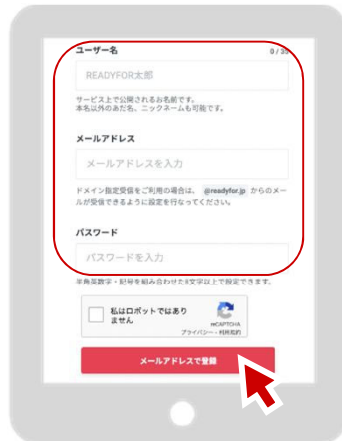 ユーザー名
0 / 35
READYFOR太郎
サービス上で公開されるお名前です。
本名以外のあだ名、ニックネームも可能です。
メールアドレス
メールアドレスを入力
ドメイン指定受信をご利用の場合は、 @readyfor.jp からのメー
ルが受信できるように設定を行なってください。
パスワード
パスワードを入力
半角英数字・記号を組み合わせた8文字以上で設定できます。
私はロボットではあり
ません
reCAPTCHA
プライバシー - 利用規約
メールアドレスで登録